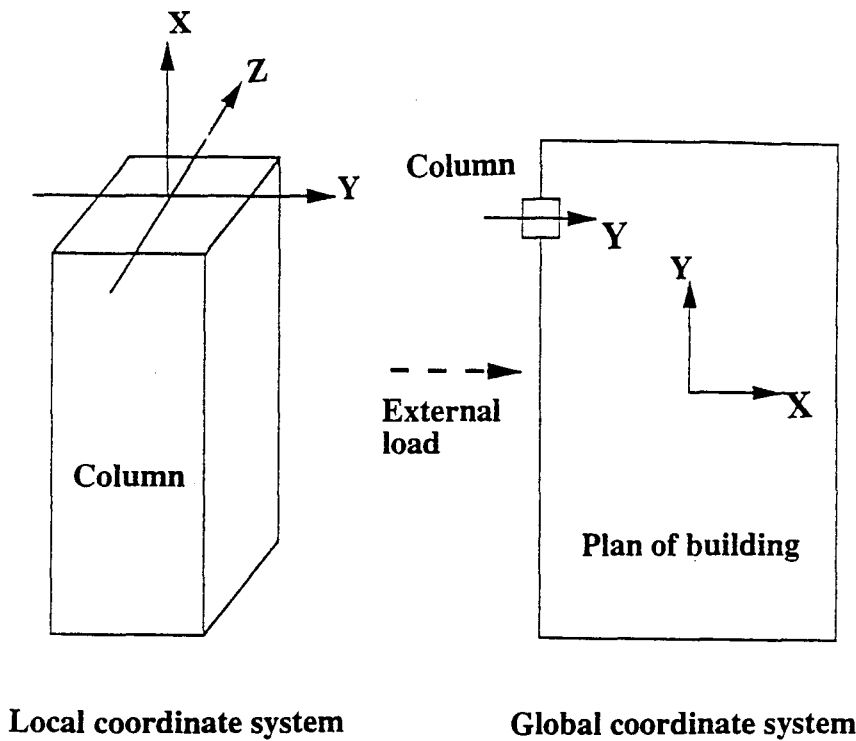 X
Z
Y
Column
Local coordinate system
Column
Y
Y
X
External
load
Plan of building
Global coordinate system